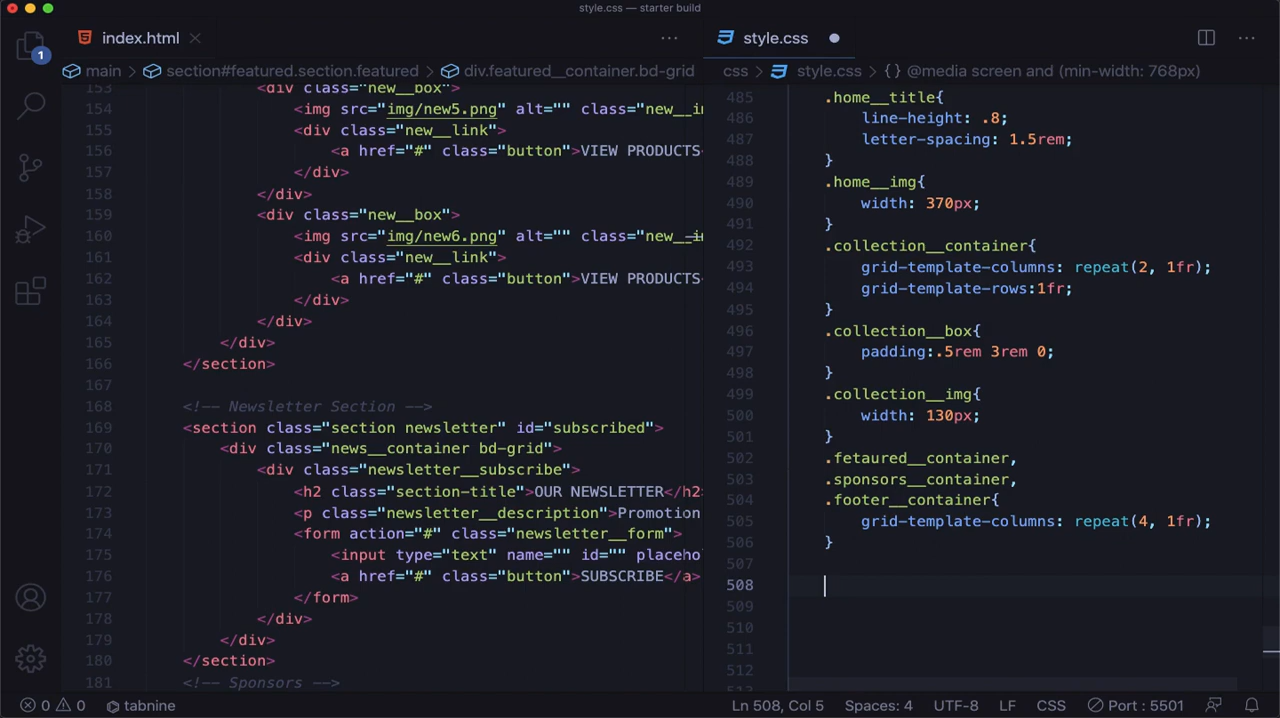 style.css — starter build
index.html
style.css
main > section#featured.section.featured > div.featured__container.bd-grid
css > style.css > {} @media screen and (min-width: 768px)
1
153 <div class="new__box">
154 <img src="img/new5.png" alt="" class="new__i
155 <div class="new__link">
156 <a href="#" class="button">VIEW PRODUCTS
157 </div>
158 </div>
159 <div class="new__box">
160 <img src="img/new6.png" alt="" class="new__i
161 <div class="new__link">
162 <a href="#" class="button">VIEW PRODUCTS
163 </div>
164 </div>
165 </div>
166 </section>
167
168 <!-- Newsletter Section -->
169 <section class="section newsletter" id="subscribed">
170 <div class="news__container bd-grid">
171 <div class="newsletter__subscribe">
172 <h2 class="section-title">OUR NEWSLETTER</h2>
173 <p class="newsletter__description">Promotion
174 <form action="#" class="newsletter__form">
175 <input type="text" name="" id="" placeho
176 <a href="#" class="button">SUBSCRIBE</a>
177 </form>
178 </div>
179 </div>
180 </section>
181 <!-- Sponsors -->
485 .home__title{
486 line-height: .8;
487 letter-spacing: 1.5rem;
488 }
489 .home__img{
490 width: 370px;
491 }
492 .collection__container{
493 grid-template-columns: repeat(2, 1fr);
494 grid-template-rows:1fr;
495 }
496 .collection__box{
497 padding:.5rem 3rem 0;
498 }
499 .collection__img{
500 width: 130px;
501 }
502 .fetaured__container,
503 .sponsors__container,
504 .footer__container{
505 grid-template-columns: repeat(4, 1fr);
506 }
507
508
509
510
511
512
0 0 tabnine
Ln 508, Col 5 Spaces: 4 UTF-8 LF CSS Port : 5501